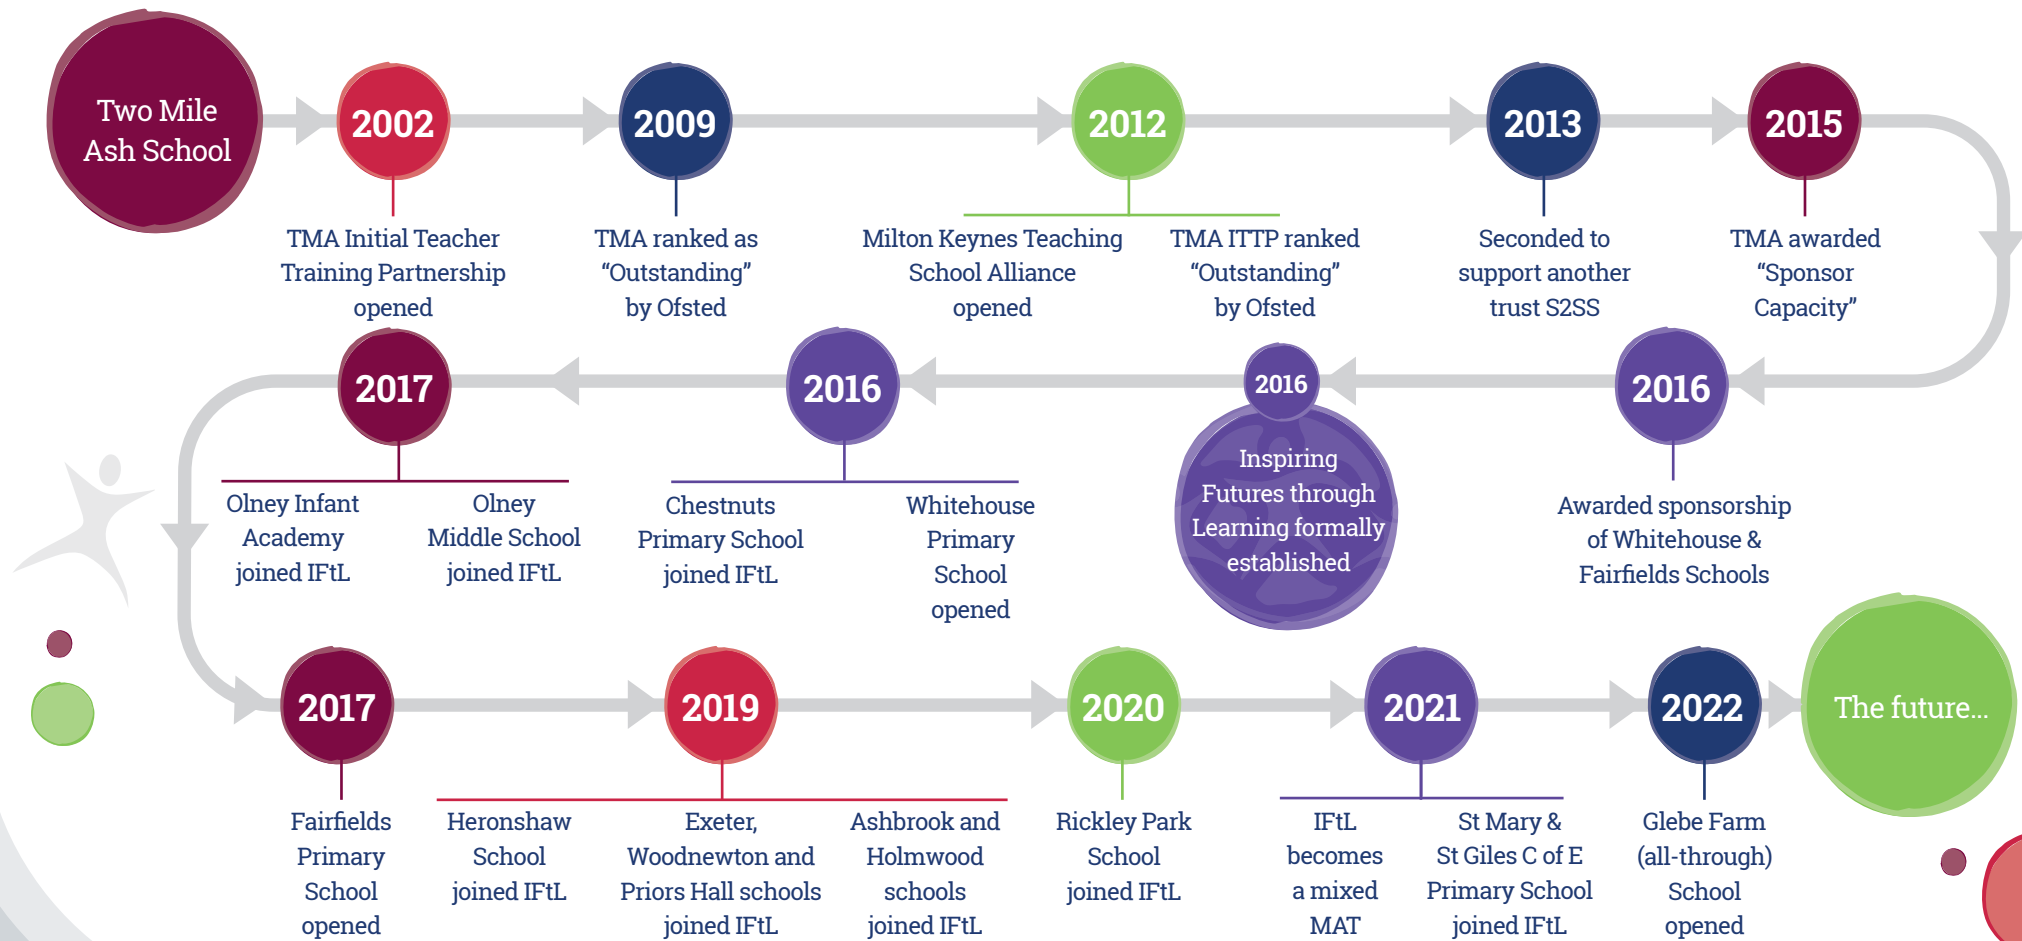 Two Mile
Ash School
2002
TMA Initial Teacher
Training Partnership
opened
2009
TMA ranked as
“Outstanding”
by Ofsted
2012
Milton Keynes Teaching
School Alliance
opened
TMA ITTP ranked
“Outstanding”
by Ofsted
2013
Seconded to
support another
trust S2SS
2015
TMA awarded
“Sponsor
Capacity”
2016
Awarded sponsorship
of Whitehouse &
Fairfields Schools
2016
Inspiring
Futures through
Learning formally
established
2016
Chestnuts
Primary School
joined IFtL
Whitehouse
Primary
School
opened
2017
Olney Infant
Academy
joined IFtL
Olney
Middle School
joined IFtL
2017
Fairfields
Primary
School
opened
2019
Heronshaw
School
joined IFtL
Exeter,
Woodnewton and
Priors Hall schools
joined IFtL
Ashbrook and
Holmwood
schools
joined IFtL
2020
Rickley Park
School
joined IFtL
2021
IFtL
becomes
a mixed
MAT
St Mary &
St Giles C of E
Primary School
joined IFtL
2022
Glebe Farm
(all-through)
School
opened
The future...